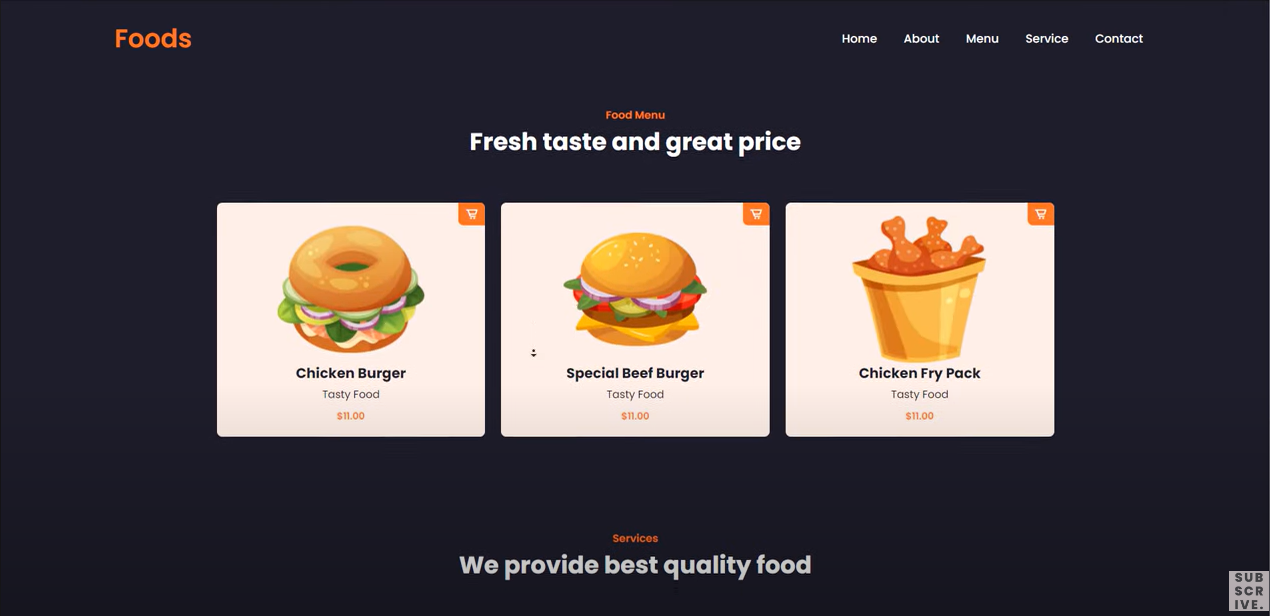 Foods
Home About Menu Service Contact
Food Menu
Fresh taste and great price
Chicken Burger
Tasty Food
$11.00
Special Beef Burger
Tasty Food
$11.00
Chicken Fry Pack
Tasty Food
$11.00
Services
We provide best quality food
SUB
SCR
IVE.